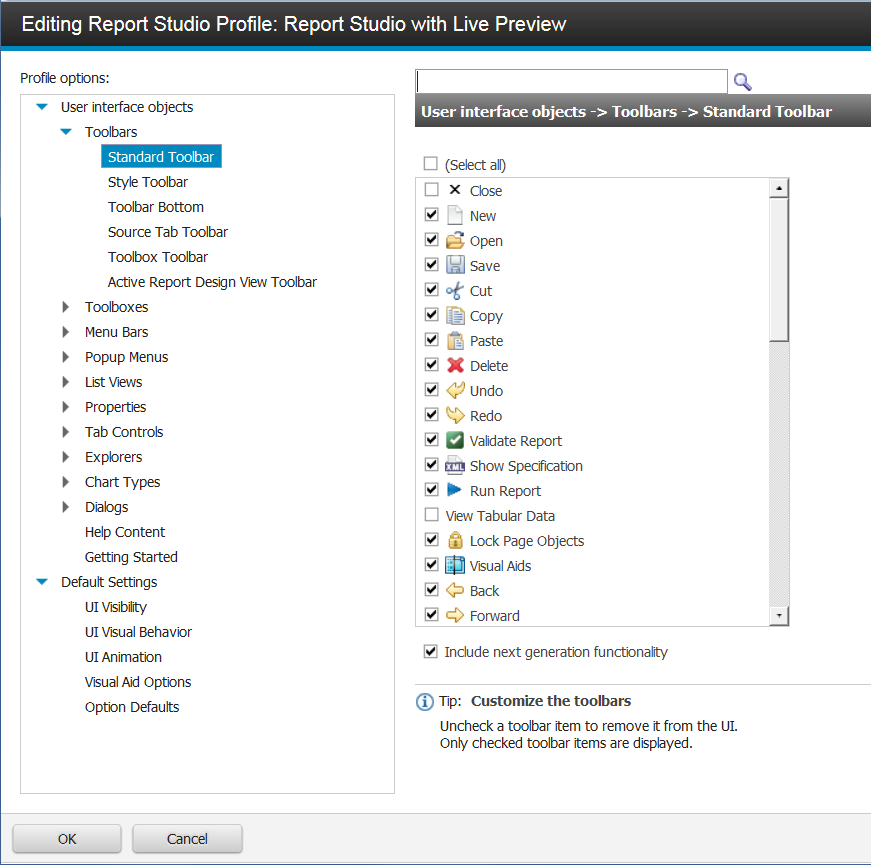 Editing Report Studio Profile: Report Studio with Live Preview
Profile options:
User interface objects
Toolbars
Standard Toolbar
Style Toolbar
Toolbar Bottom
Source Tab Toolbar
Toolbox Toolbar
Active Report Design View Toolbar
Toolboxes
Menu Bars
Popup Menus
List Views
Properties
Tab Controls
Explorers
Chart Types
Dialogs
Help Content
Getting Started
Default Settings
UI Visibility
UI Visual Behavior
UI Animation
Visual Aid Options
Option Defaults
User interface objects -> Toolbars -> Standard Toolbar
(Select all)
Close
New
Open
Save
Cut
Copy
Paste
Delete
Undo
Redo
Validate Report
XML Show Specification
Run Report
View Tabular Data
Lock Page Objects
Visual Aids
Back
Forward
Include next generation functionality
Tip: Customize the toolbars
Uncheck a toolbar item to remove it from the UI.
Only checked toolbar items are displayed.
OK
Cancel